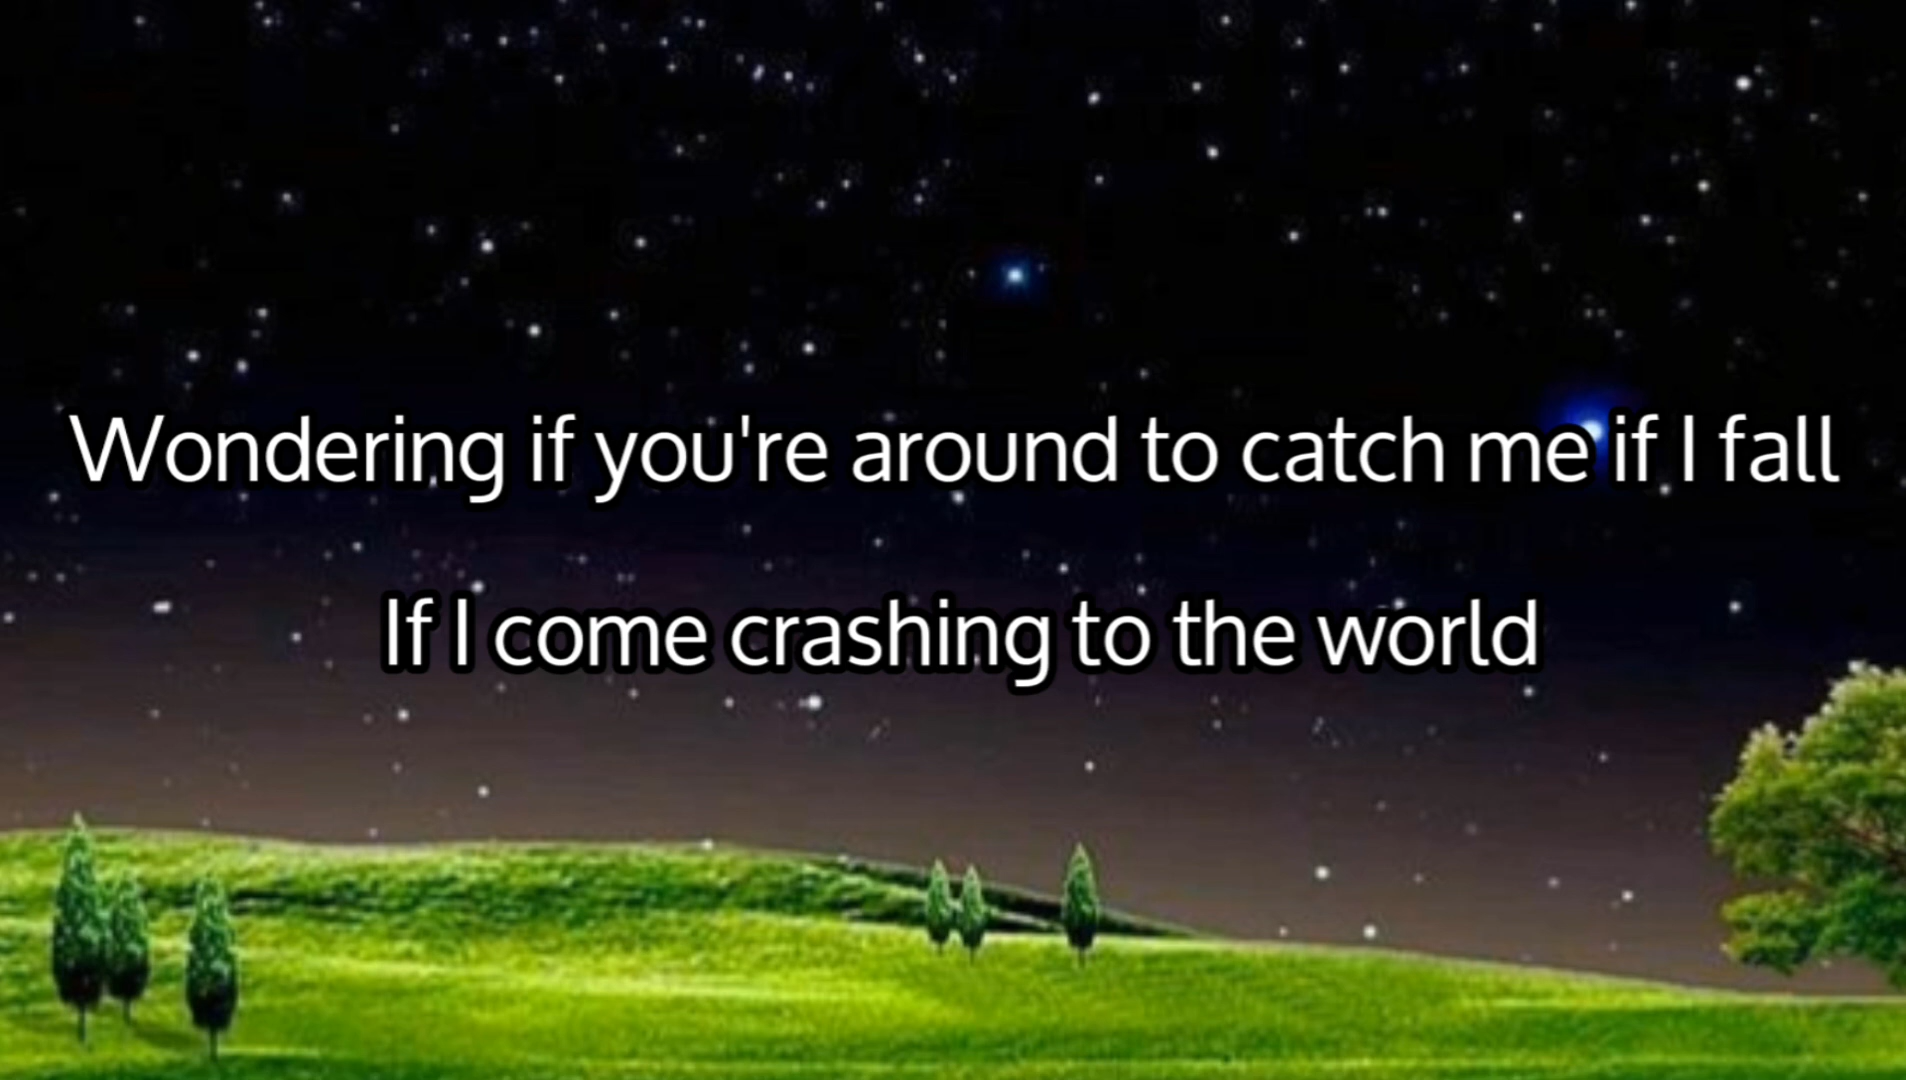 Wondering if you're around to catch me if I fall
If I come crashing to the world